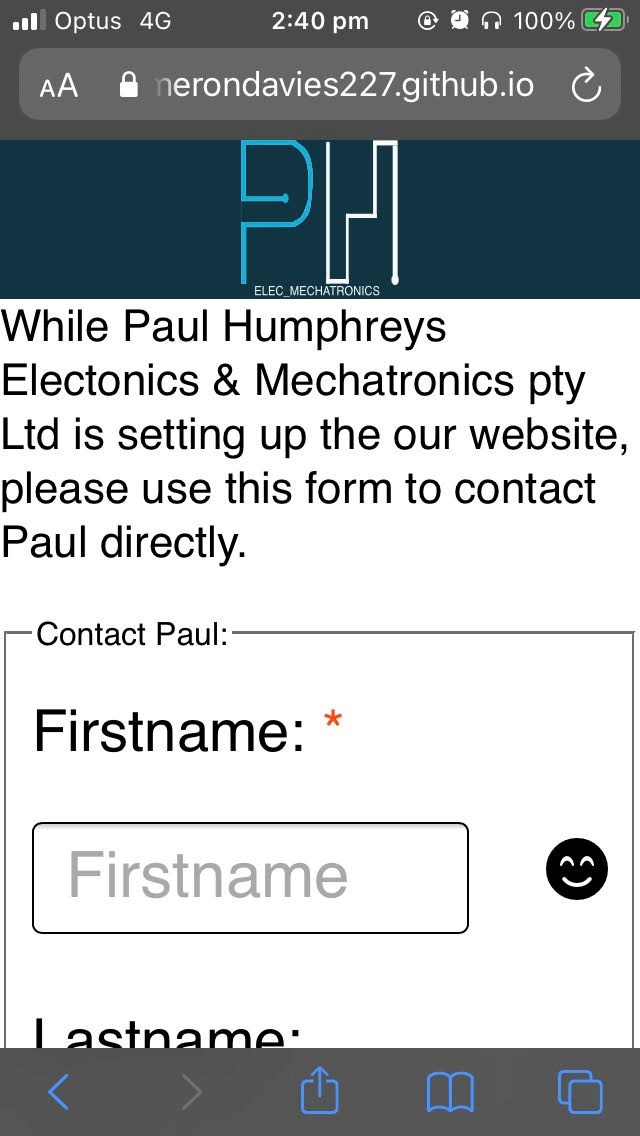 Optus 4G 2:40 pm 100%
AA merondavies227.github.io
PH
ELEC_MECHATRONICS
While Paul Humphreys
Electonics & Mechatronics pty
Ltd is setting up the our website,
please use this form to contact
Paul directly.
Contact Paul:
Firstname: *
Firstname
Lastname: